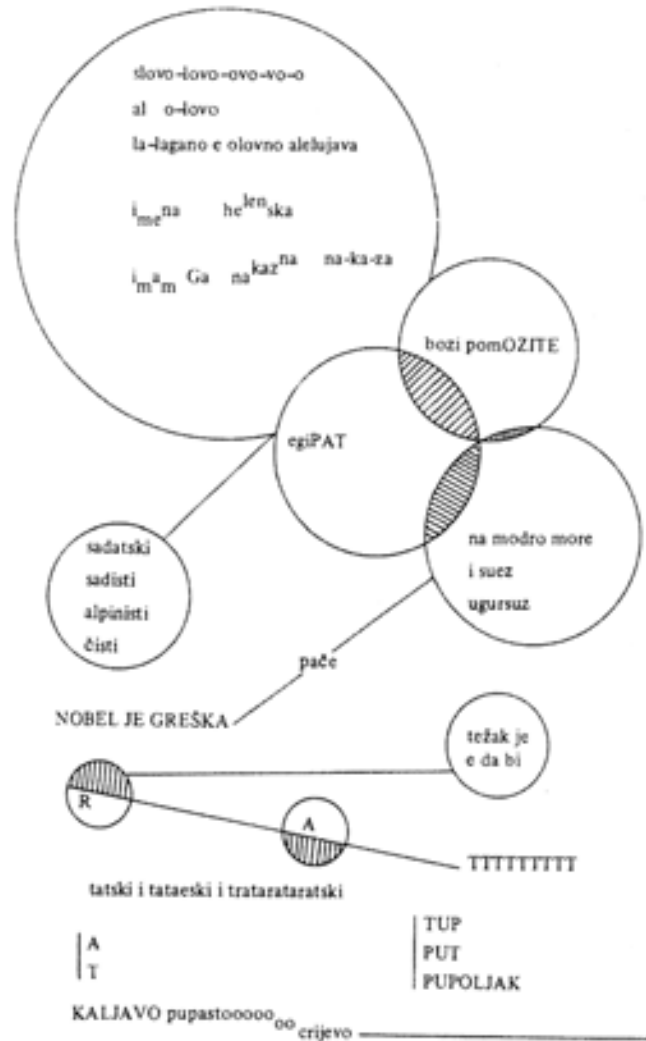 slovo-lovo-ovo-vo-o
al o-lovo
la-lagano e olovno alelujava
imena helenska
imam Ga nakazna na-ka-za
bozi pomOZITE
egiPAT
sadatski
sadisti
alpinisti
čisti
na modro more
i suez
ugursuz
pače
NOBEL JE GREŠKA
težak je
e da bi
R
A
TTTTTTTTT
tatski i tataeski i tratarataratski
A
T
TUP
PUT
PUPOLJAK
KALJAVO pupastooooooo crijevo